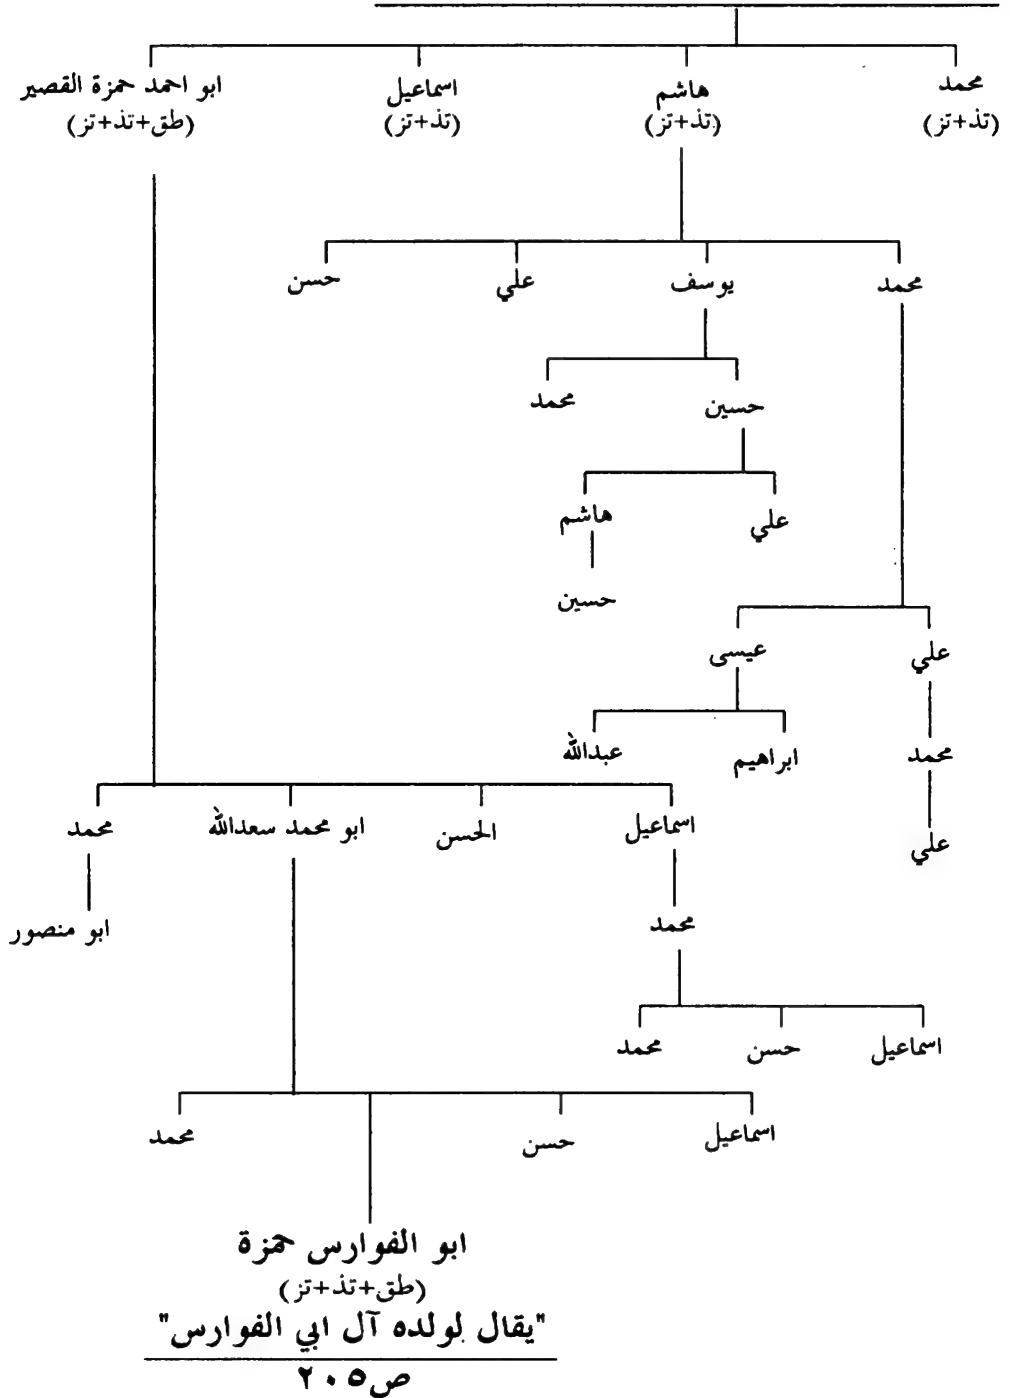 محمد
(تذ+تز)
هاشم
(تذ+تز)
اسماعيل
(تذ+تز)
ابو احمد حمزة القصير
(طق+تذ+تز)
محمد
يوسف
علي
حسن
حسين
محمد
علي
هاشم
حسين
علي
عيسى
محمد
ابراهيم
عبدالله
علي
اسماعيل
الحسن
ابو محمد سعدالله
محمد
محمد
ابو منصور
اسماعيل
حسن
محمد
اسماعيل
حسن
محمد
ابو الفوارس حمزة
(طق+تذ+تز)
"يقال لولده آل ابي الفوارس"
ص٢٠٥